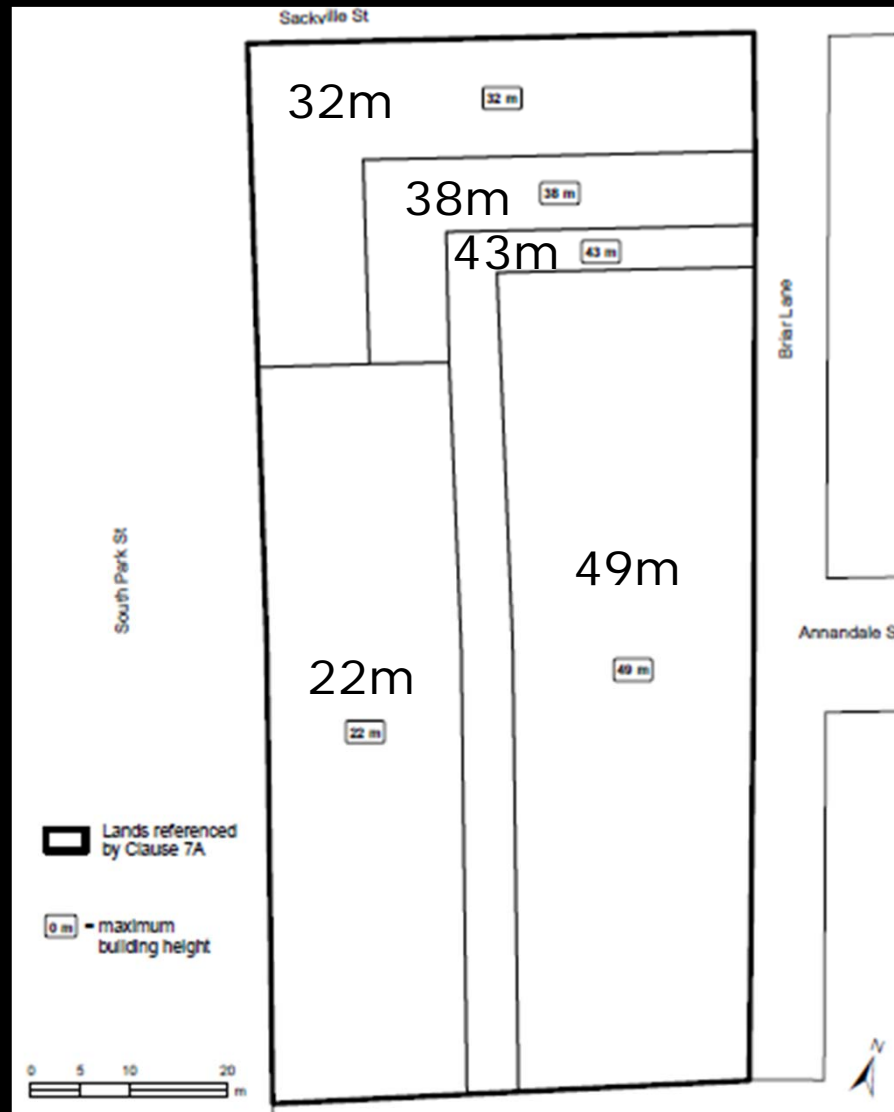 Sackville St
32m
32 m
38m
38 m
43m
43 m
Briar Lane
South Park St
49m
Annandale S
49 m
22m
22 m
Lands referenced
by Clause 7A
0 m = maximum
building height
0 5 10 20
m
N